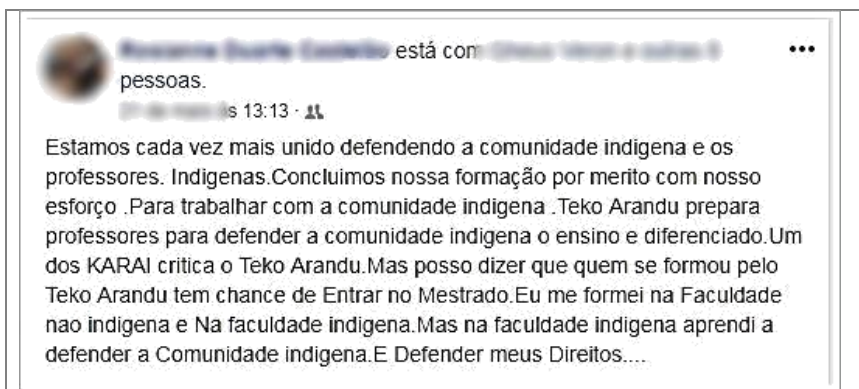 está com
pessoas.
às 13:13
Estamos cada vez mais unido defendendo a comunidade indigena e os
professores. Indigenas.Concluimos nossa formação por merito com nosso
esforço .Para trabalhar com a comunidade indigena .Teko Arandu prepara
professores para defender a comunidade indigena o ensino e diferenciado.Um
dos KARAI critica o Teko Arandu.Mas posso dizer que quem se formou pelo
Teko Arandu tem chance de Entrar no Mestrado.Eu me formei na Faculdade
nao indigena e Na faculdade indigena.Mas na faculdade indigena aprendi a
defender a Comunidade indigena.E Defender meus Direitos....